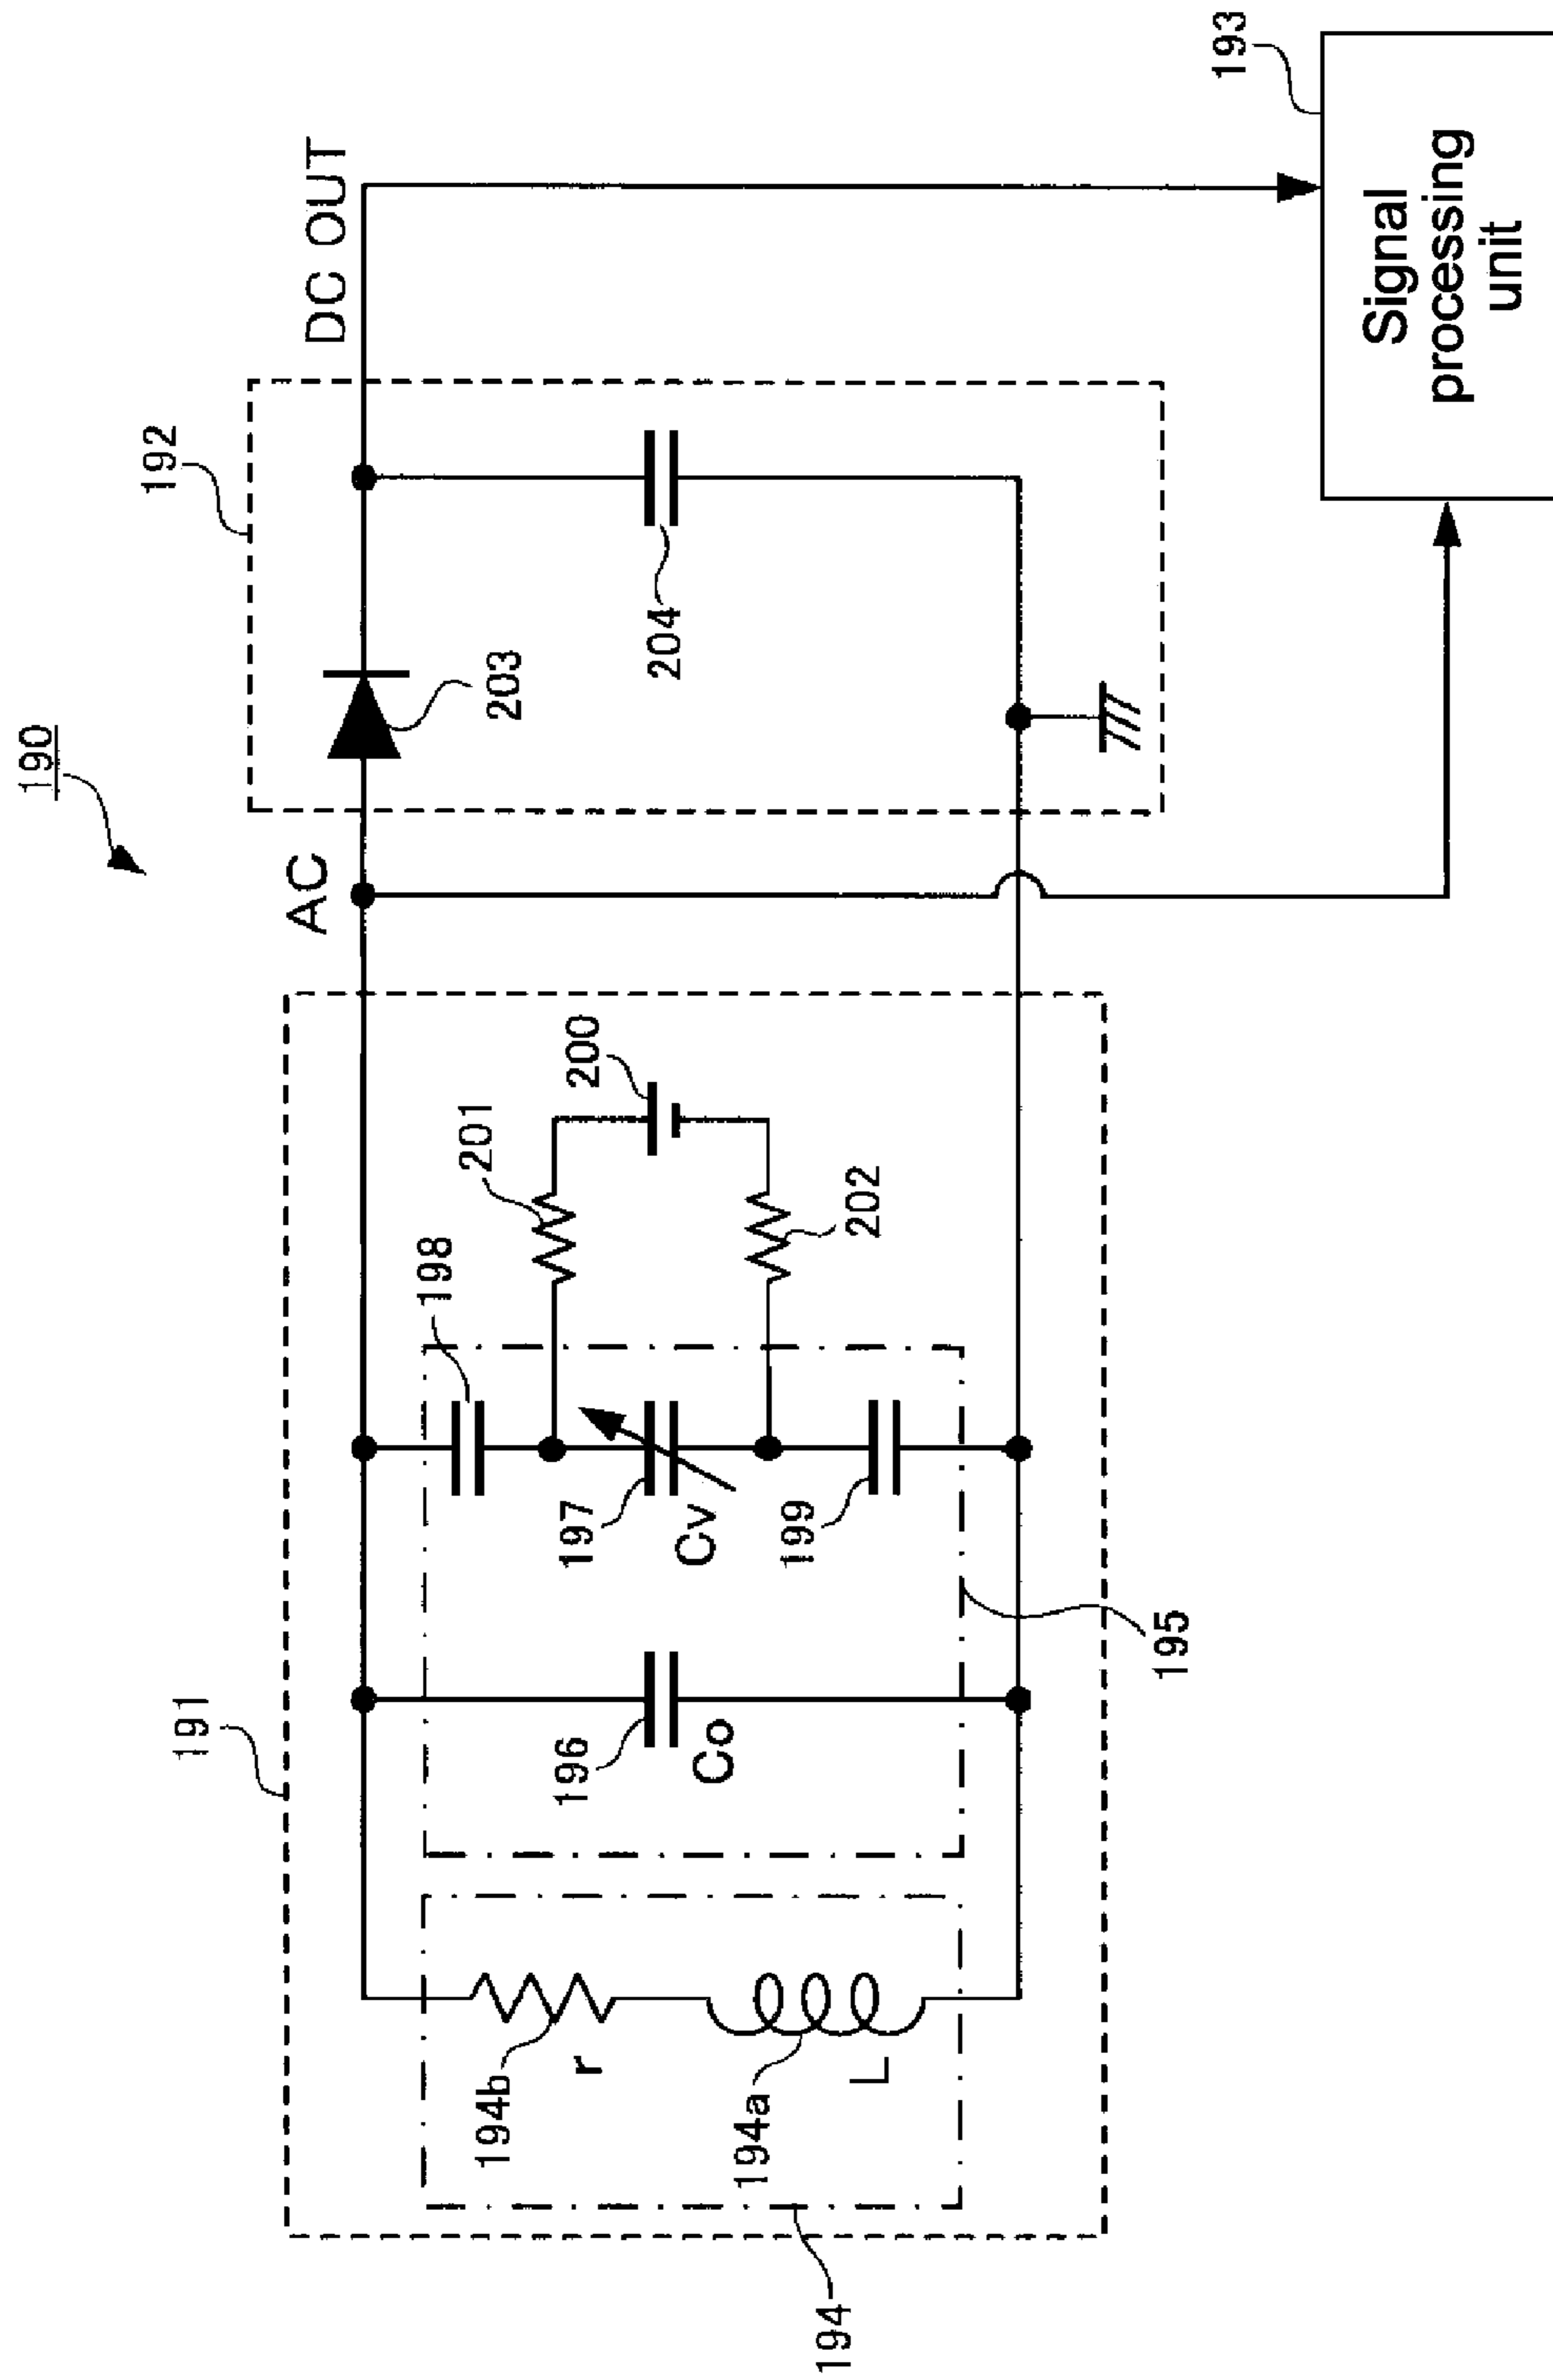 190
191
AC
192
DC OUT
193
194b
r
194a
L
194
196
Co
195
198
197
Cv
199
201
200
202
203
204
Signal
processing
unit